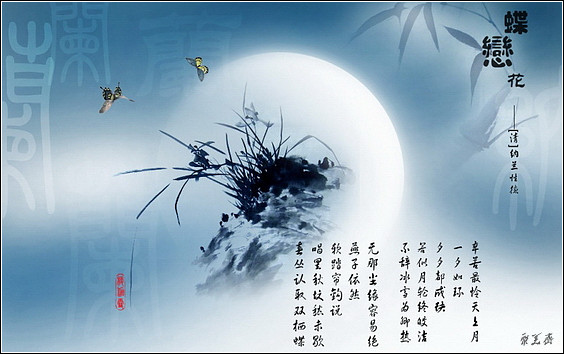 蝶戀花
——[清]纳兰性德
辛苦最怜天上月
一夕如环
夕夕都成玦
若似月轮终皎洁
不辞冰雪为卿热
无那尘缘容易绝
燕子依然
软踏帘钩说
唱罢秋坟愁未歇
春丛认取双栖蝶